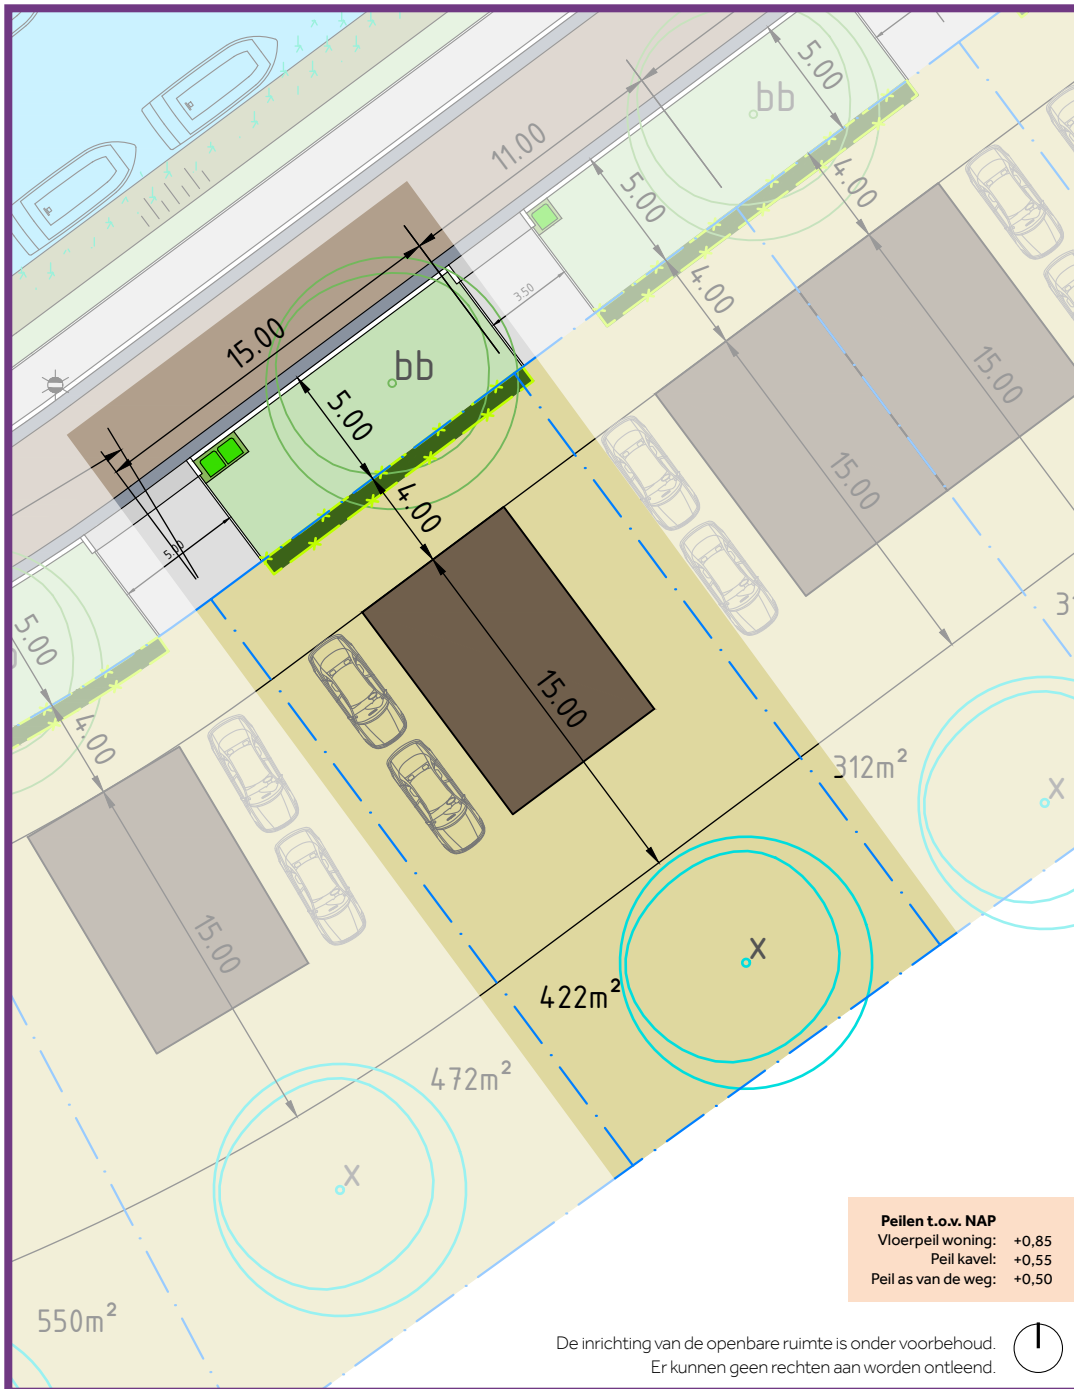 5.00
bb
11.00
4.00
5.00
4.00
3.50
15.00
15.00
bb
5.00
4.00
15.00
5.00
5.00
4.00
15.00
15.00
312m²
x
x
422m²
472m²
x
550m²
Peilen t.o.v. NAP
Vloerpeil woning: +0,85
Peil kavel: +0,55
Peil as van de weg: +0,50
De inrichting van de openbare ruimte is onder voorbehoud.
Er kunnen geen rechten aan worden ontleend.